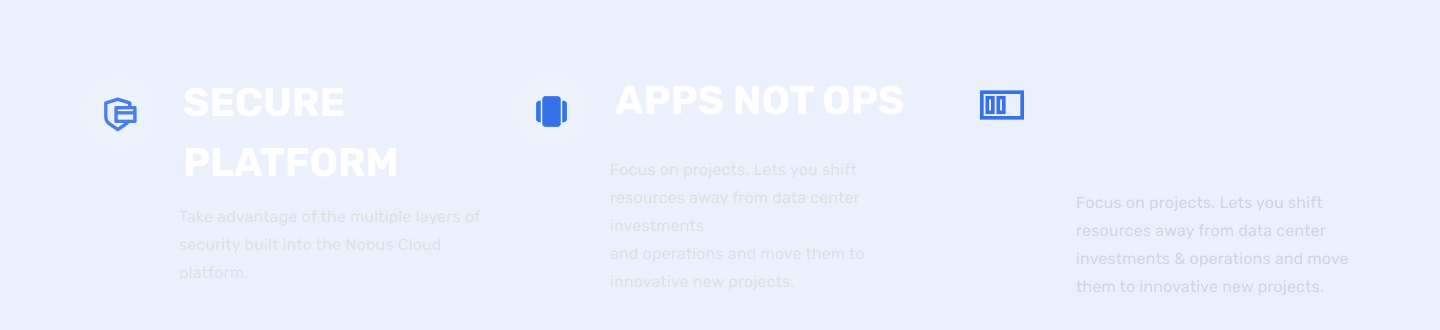 SECURE
PLATFORM
Take advantage of the multiple layers of
security built into the Nobus Cloud
platform.
APPS NOT OPS
Focus on projects. Lets you shift
resources away from data center
investments
and operations and move them to
innovative new projects.
FLEXIBLE
CAPACITY
Focus on projects. Lets you shift
resources away from data center
investments & operations and move
them to innovative new projects.